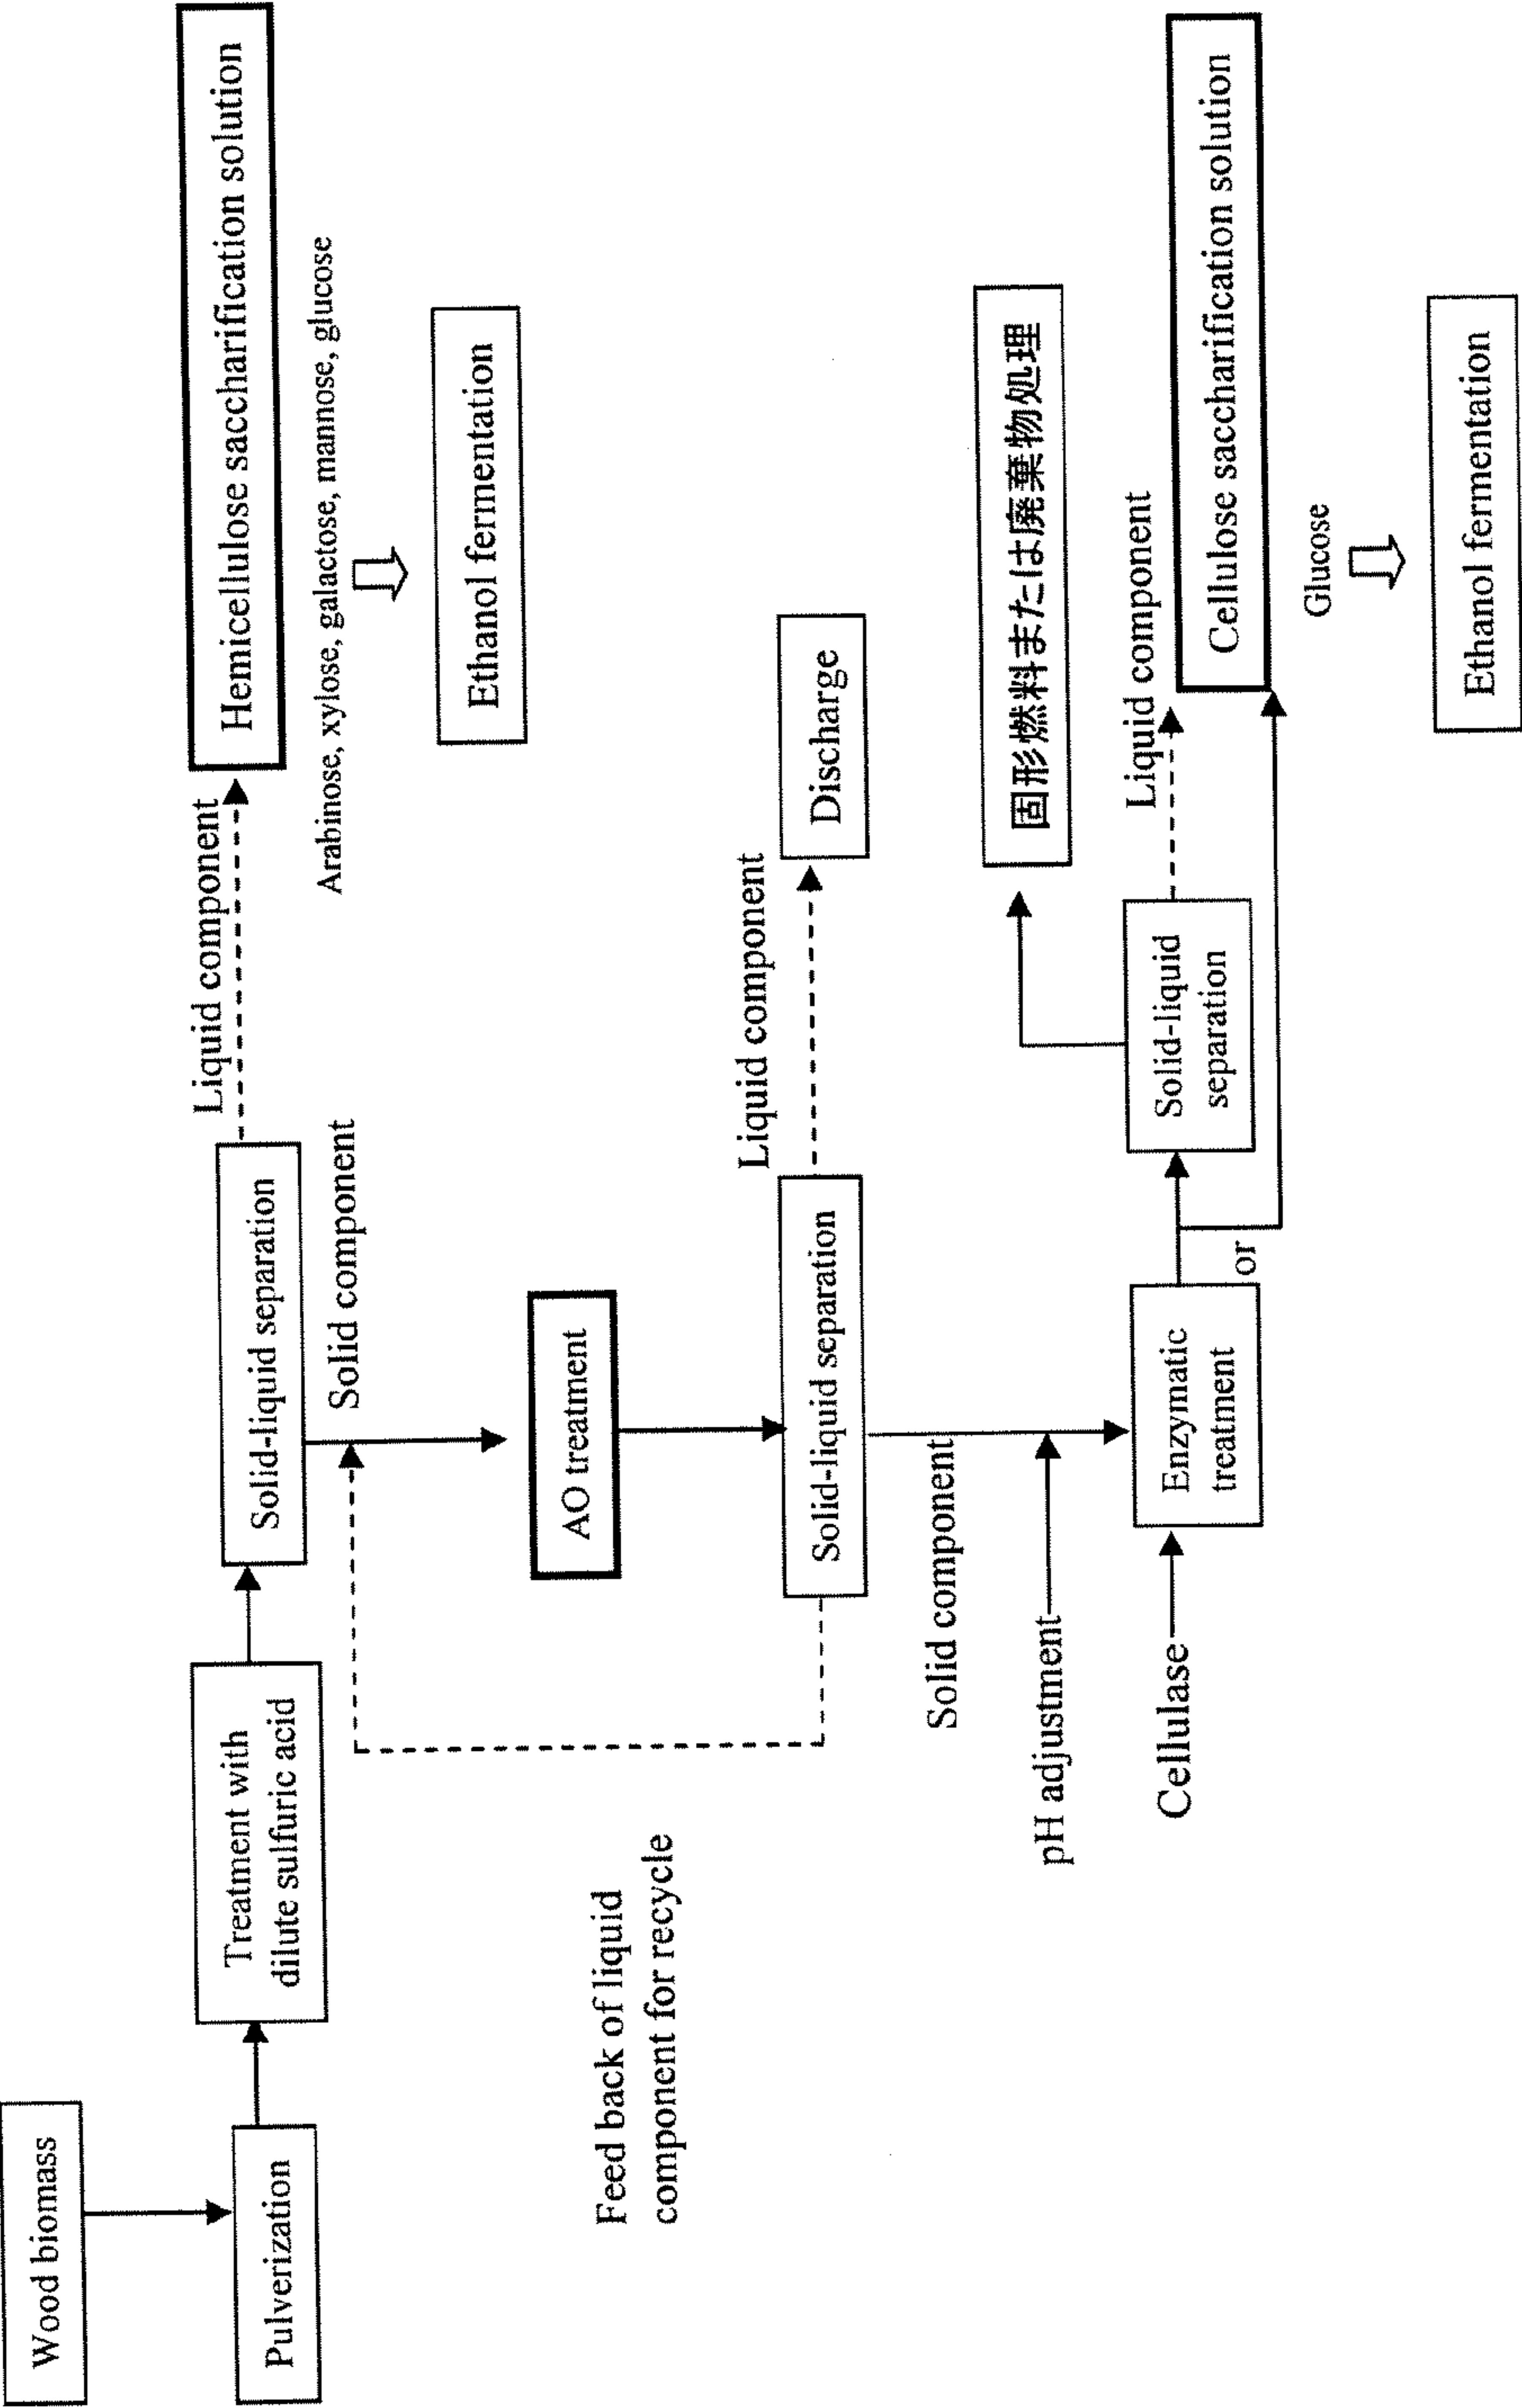 Wood biomass
Pulverization
Treatment with
dilute sulfuric acid
Solid-liquid separation
Liquid component
Hemicellulose saccharification solution
Arabinose, xylose, galactose, mannose, glucose
Ethanol fermentation
Solid component
AO treatment
Feed back of liquid
component for recycle
Solid-liquid separation
Liquid component
Discharge
Solid component
pH adjustment
Cellulase
Enzymatic
treatment
or
Solid-liquid
separation
固形燃料または廃棄物処理
Liquid component
Cellulose saccharification solution
Glucose
Ethanol fermentation